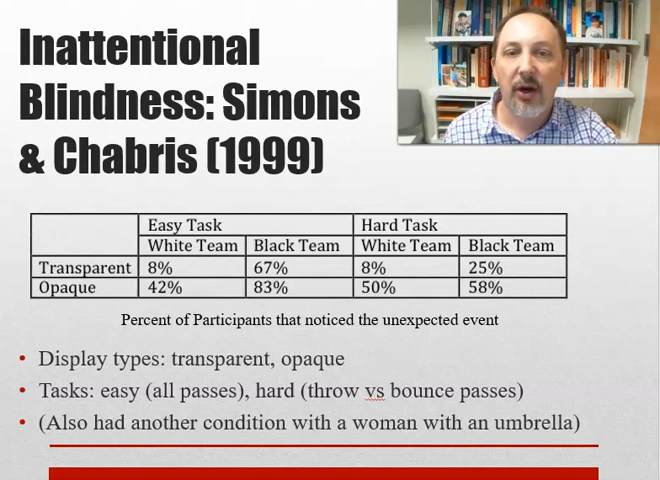 Inattentional
Blindness: Simons
& Chabris (1999)
Easy Task Hard Task
White Team Black Team White Team Black Team
Transparent 8% 67% 8% 25%
Opaque 42% 83% 50% 58%
Percent of Participants that noticed the unexpected event
• Display types: transparent, opaque
• Tasks: easy (all passes), hard (throw vs bounce passes)
• (Also had another condition with a woman with an umbrella)